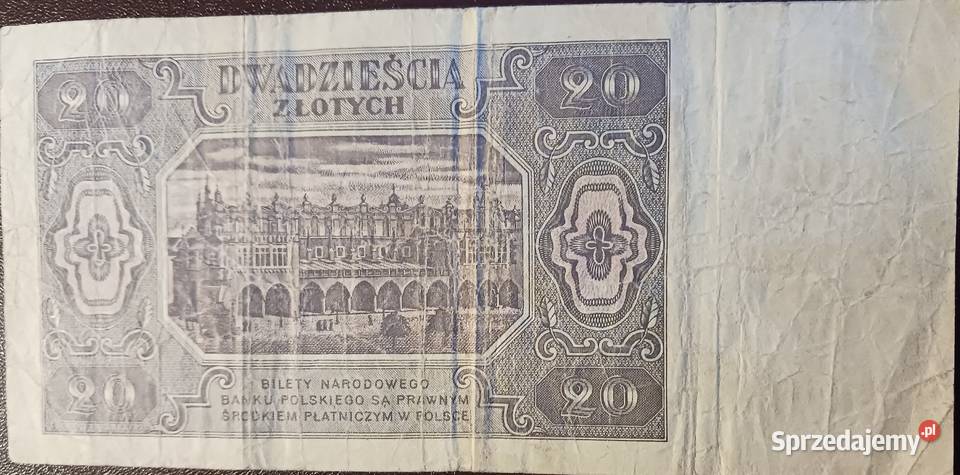 20 DWADZIEŚCIA 20
ZŁOTYCH
20 BILETY NARODOWEGO 20
BANKU POLSKIEGO SĄ PRAWNYM
ŚRODKIEM PŁATNICZYM W POLSCE
Sprzedajemy.pl